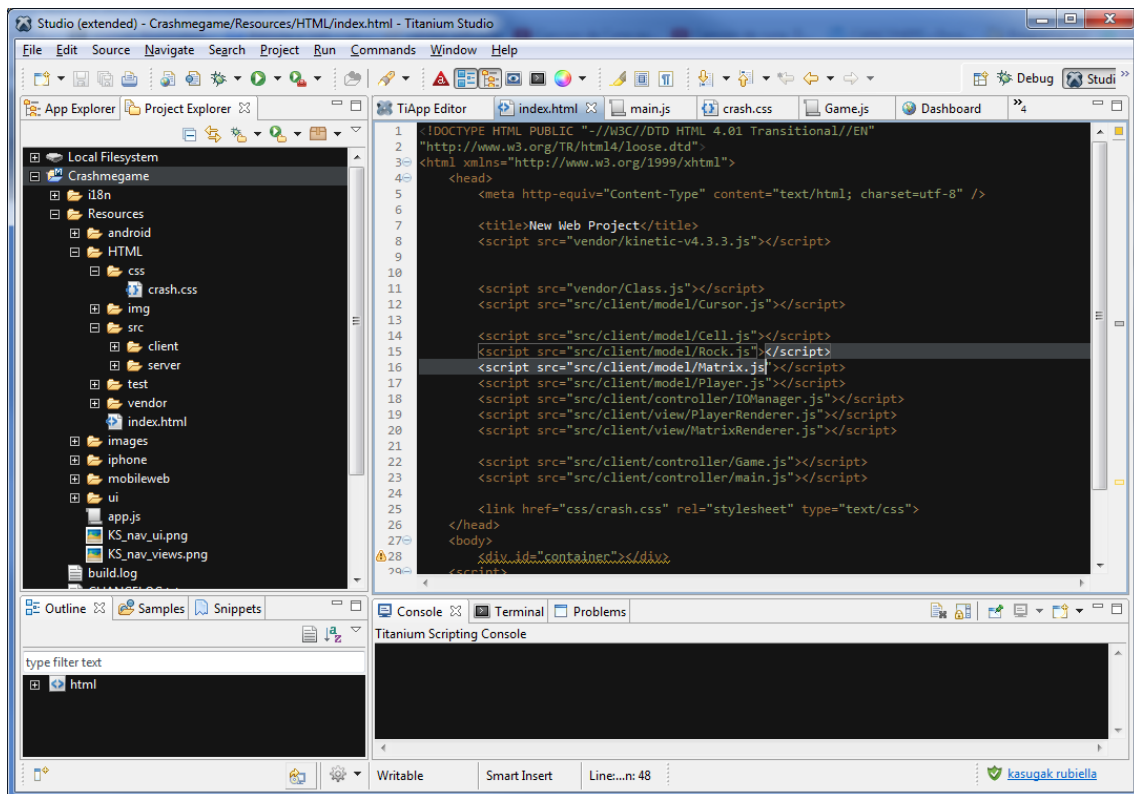 Studio (extended) - Crashmegame/Resources/HTML/index.html - Titanium Studio
File Edit Source Navigate Search Project Run Commands Window Help
Debug Studi »
App Explorer Project Explorer
Local Filesystem
Crashmegame
i18n
Resources
android
HTML
css
crash.css
img
src
client
server
test
vendor
index.html
images
iphone
mobileweb
ui
app.js
KS_nav_ui.png
KS_nav_views.png
build.log
TiApp Editor index.html main.js crash.css Game.js Dashboard »4
1 <!DOCTYPE HTML PUBLIC "-//W3C//DTD HTML 4.01 Transitional//EN"
2 "http://www.w3.org/TR/html4/loose.dtd">
3 <html xmlns="http://www.w3.org/1999/xhtml">
4 <head>
5 <meta http-equiv="Content-Type" content="text/html; charset=utf-8" />
6
7 <title>New Web Project</title>
8 <script src="vendor/kinetic-v4.3.3.js"></script>
9
10
11 <script src="vendor/Class.js"></script>
12 <script src="src/client/model/Cursor.js"></script>
13
14 <script src="src/client/model/Cell.js"></script>
15 <script src="src/client/model/Rock.js"></script>
16 <script src="src/client/model/Matrix.js"></script>
17 <script src="src/client/model/Player.js"></script>
18 <script src="src/client/controller/IOManager.js"></script>
19 <script src="src/client/view/PlayerRenderer.js"></script>
20 <script src="src/client/view/MatrixRenderer.js"></script>
21
22 <script src="src/client/controller/Game.js"></script>
23 <script src="src/client/controller/main.js"></script>
24
25 <link href="css/crash.css" rel="stylesheet" type="text/css">
26 </head>
27 <body>
28 <div id="container"></div>
29 <script>
Outline Samples Snippets
type filter text
html
Console Terminal Problems
Titanium Scripting Console
Writable Smart Insert Line:...n: 48 kasugak rubiella